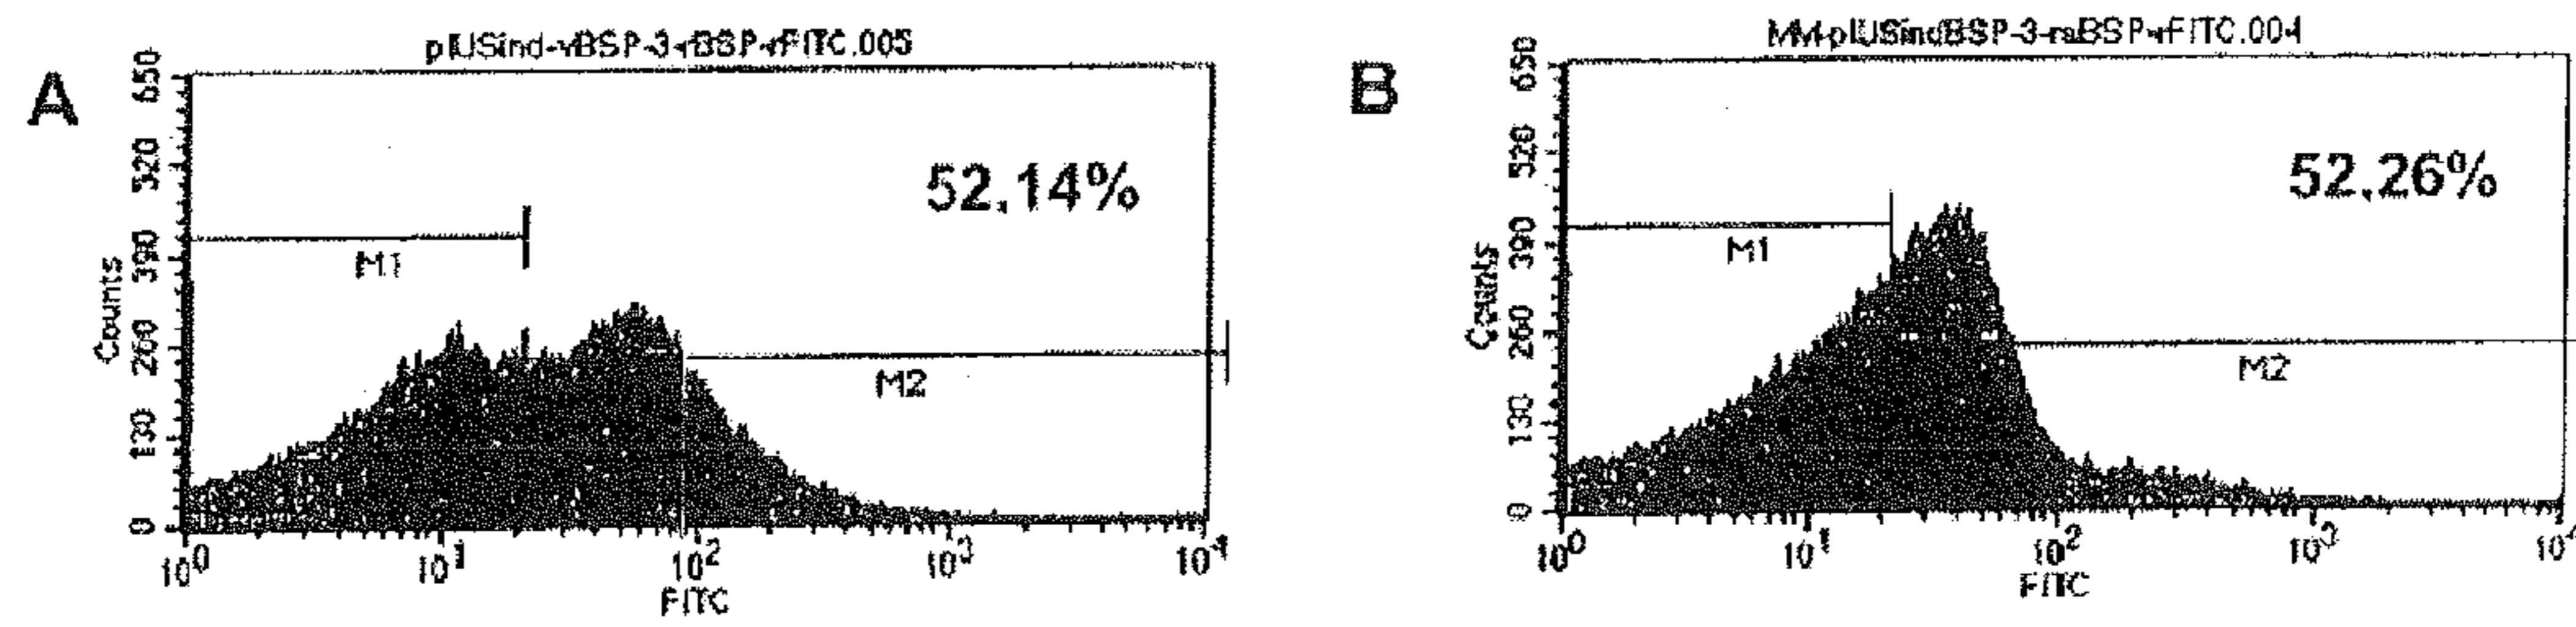 A
pIUSind-vBSP-3-rBSP-rFITC.005
650
520
390
260
130
0
Counts
52.14%
M1
M2
10^0
10^1
10^2
10^3
10^4
FITC
B
MM-pIUSindBSP-3-raBSP-rFITC.004
650
520
390
260
130
0
Counts
52.26%
M1
M2
10^0
10^1
10^2
10^3
10^4
FITC